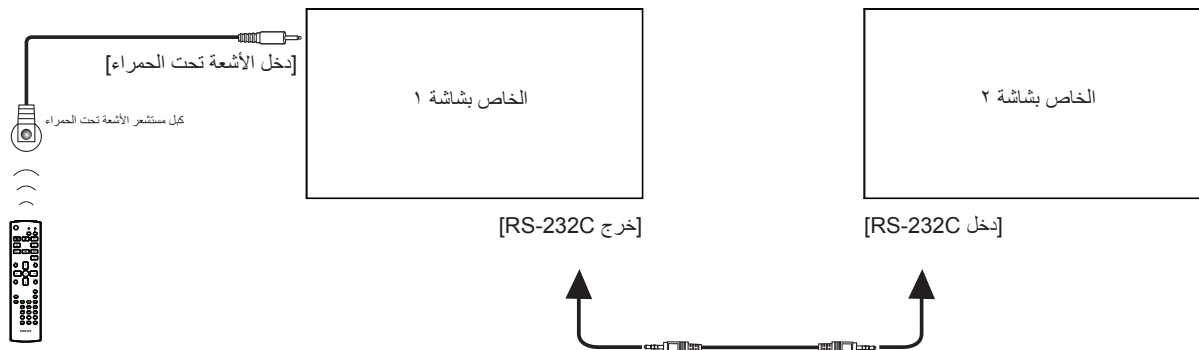 [دخل الأشعة تحت الحمراء]
الخاص بشاشة ١
الخاص بشاشة ٢
كبل مستشعر الأشعة تحت الحمراء
[خرج RS-232C]
[دخل RS-232C]